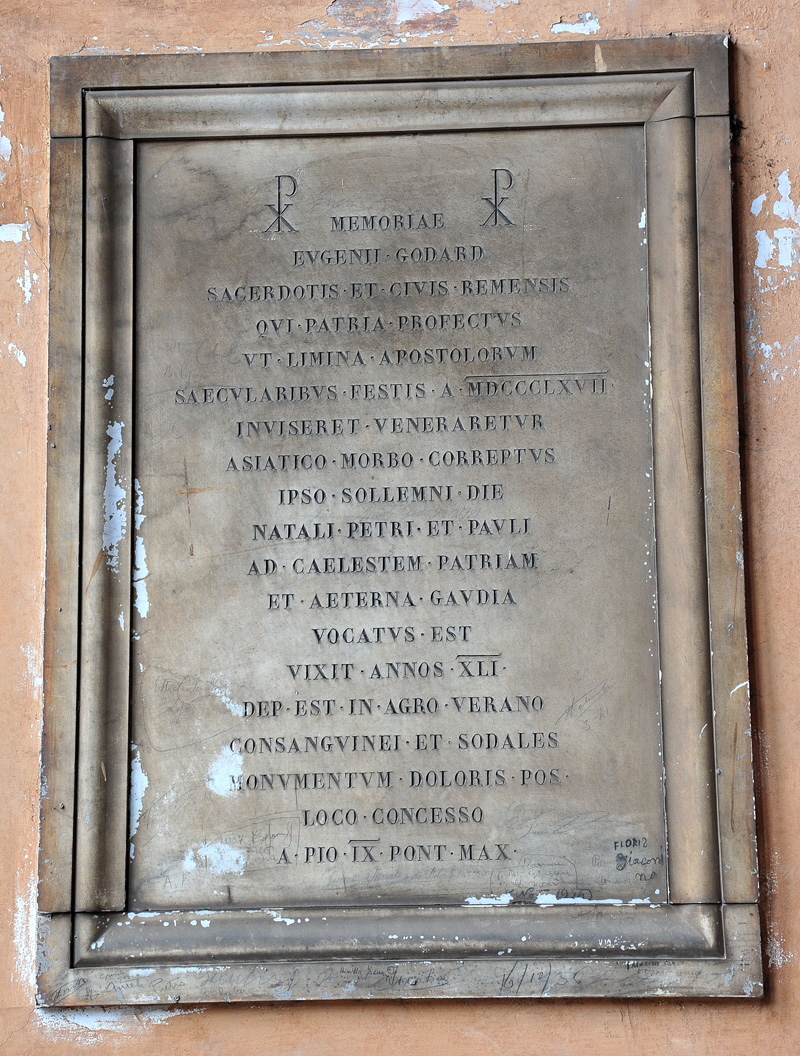 MEMORIAE
EVGENII · GODARD
SACERDOTIS · ET · CIVIS · REMENSIS
QVI · PATRIA · PROFECTVS
VT · LIMINA · APOSTOLORVM
SAECVLARIBVS · FESTIS · A · MDCCCLXVII
INVISERET · VENERARETVR
ASIATICO · MORBO · CORREPTVS
IPSO · SOLLEMNI · DIE
NATALI · PETRI · ET · PAVLI
AD · CAELESTEM · PATRIAM
ET · AETERNA · GAVDIA
VOCATVS · EST
VIXIT · ANNOS · XLI ·
DEP · EST · IN · AGRO · VERANO
CONSANGVINEI · ET · SODALES
MONVMENTVM · DOLORIS · POS ·
LOCO · CONCESSO
A · PIO · IX · PONT · MAX ·
FLORIS